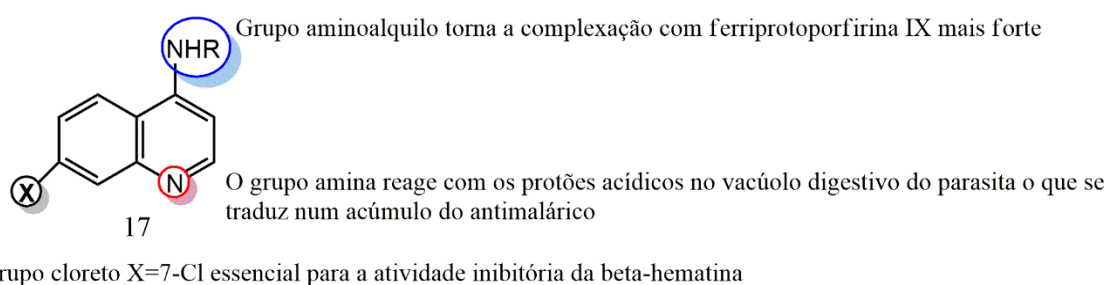 Grupo aminoalquilo torna a complexação com ferriprotoporfirina IX mais forte
NHR
X
N
O grupo amina reage com os protões acídicos no vacúolo digestivo do parasita o que se
traduz num acúmulo do antimalárico
17
rupo cloreto X=7-Cl essencial para a atividade inibitória da beta-hematina